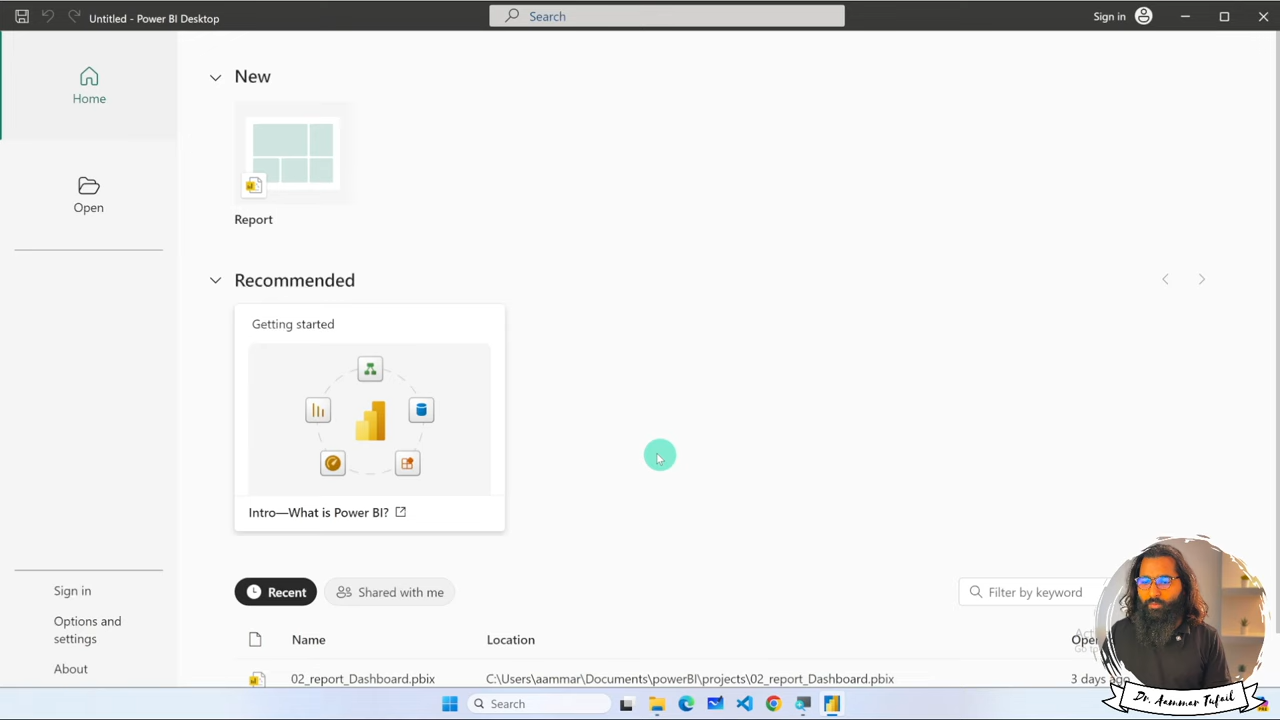 Untitled - Power BI Desktop
Search
Sign in
Home
Open
New
Report
Recommended
Getting started
Intro—What is Power BI?
Recent
Shared with me
Filter by keyword
Name
Location
02_report_Dashboard.pbix
C:\Users\aammar\Documents\powerBI\projects\02_report_Dashboard.pbix
3 days
Sign in
Options and
settings
About
Search
Dr. Aammar Tufail